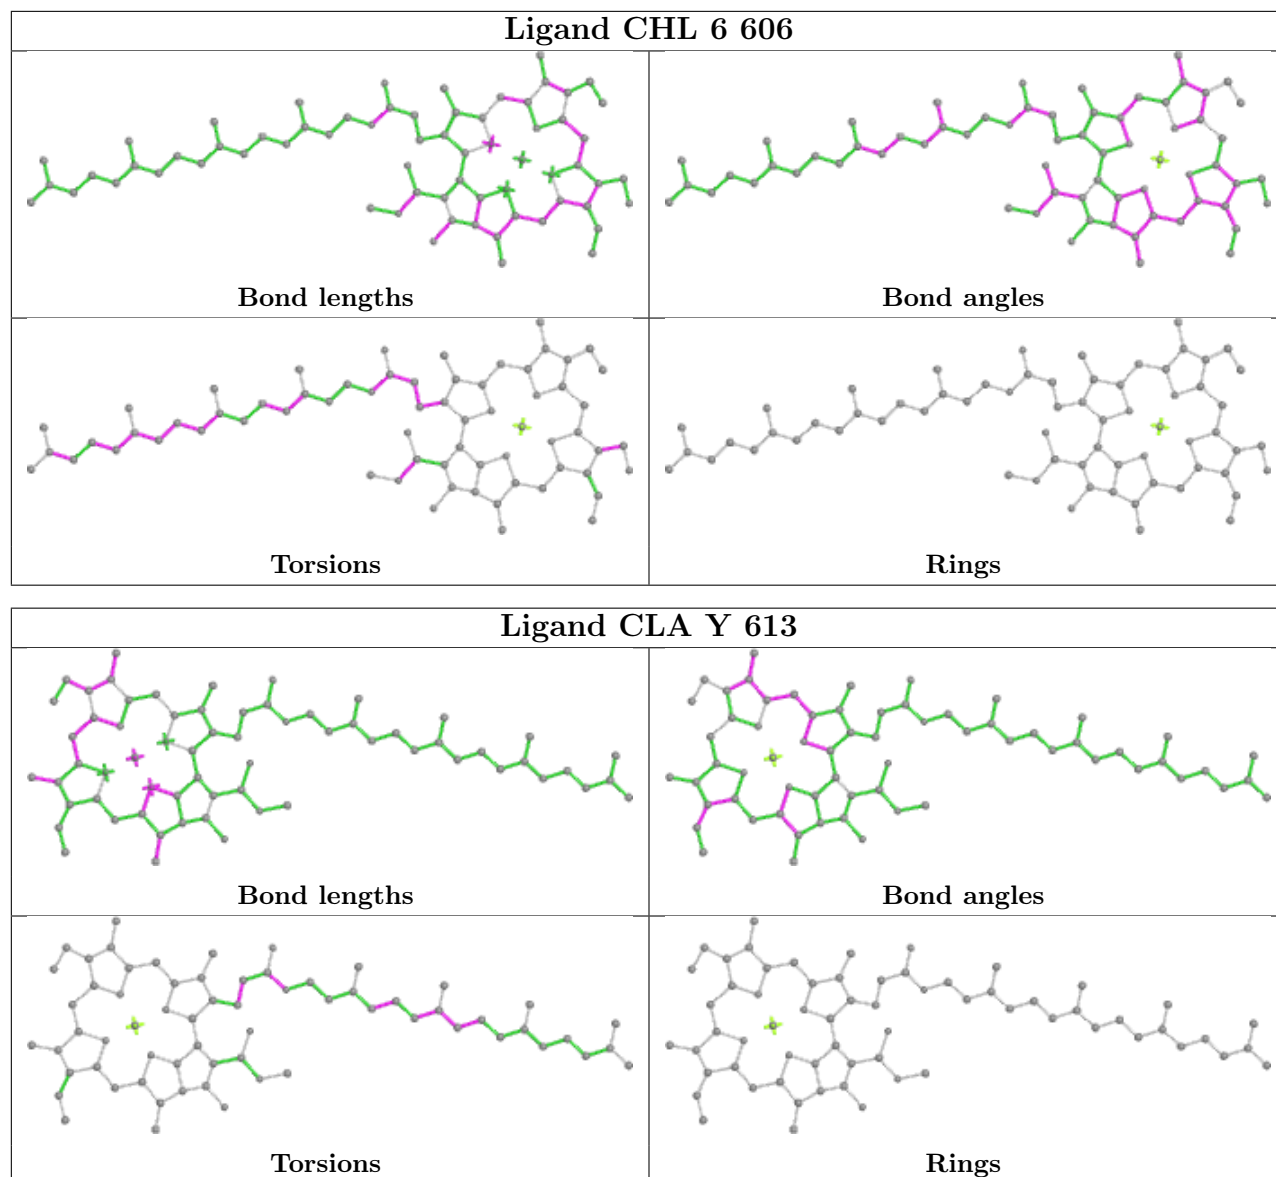 Ligand CHL 6 606
Bond lengths
Bond angles
Torsions
Rings
Ligand CLA Y 613
Bond lengths
Bond angles
Torsions
Rings